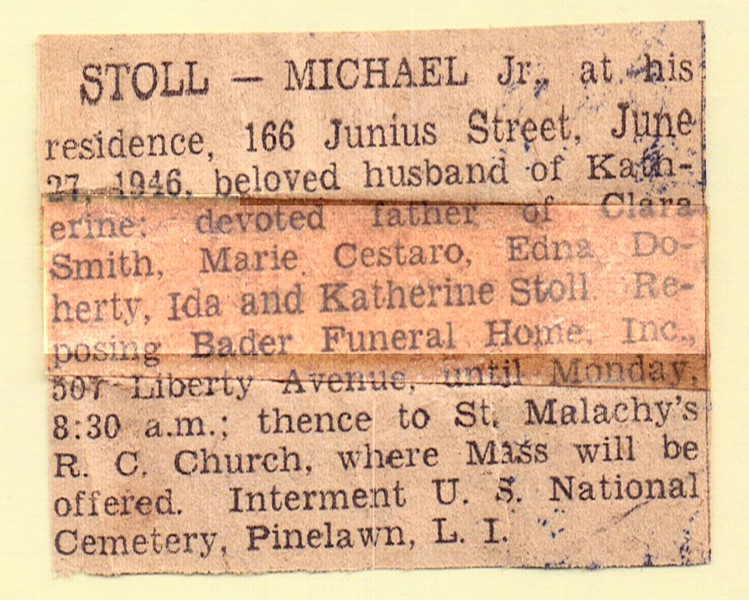 STOLL — MICHAEL Jr., at his
residence, 166 Junius Street, June
27, 1946, beloved husband of Kath-
erine; devoted father of Clara
Smith, Marie Cestaro, Edna Do-
herty, Ida and Katherine Stoll. Re-
posing Bader Funeral Home, Inc.,
507 Liberty Avenue, until Monday,
8:30 a.m.; thence to St. Malachy's
R. C. Church, where Mass will be
offered. Interment U. S. National
Cemetery, Pinelawn, L. I.